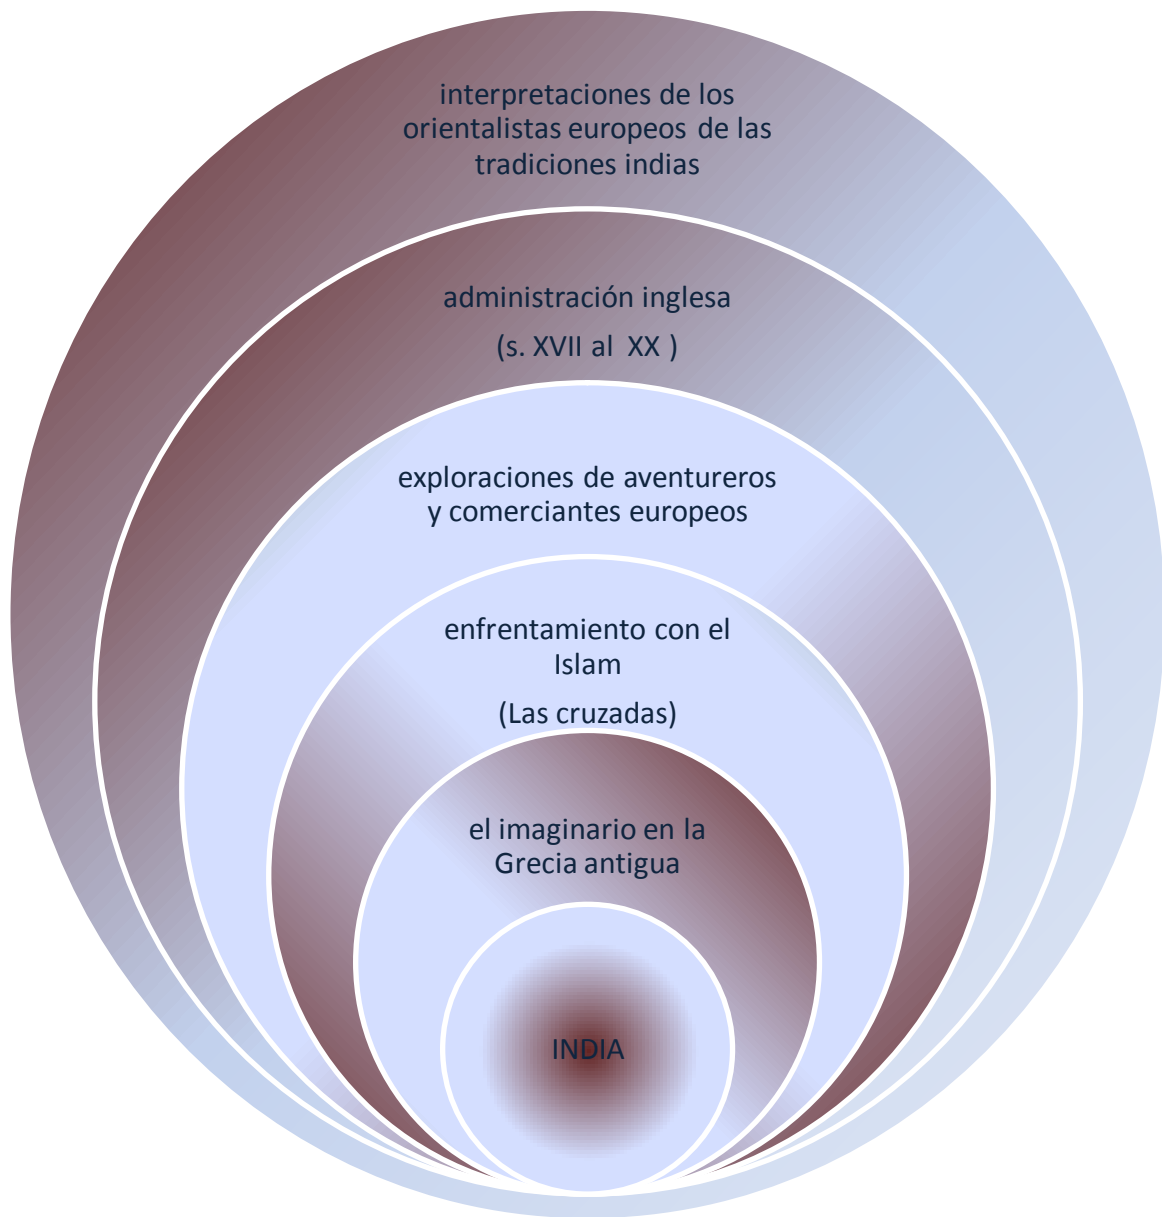 interpretaciones de los
orientalistas europeos de las
tradiciones indias
administración inglesa
(s. XVII al XX )
exploraciones de aventureros
y comerciantes europeos
enfrentamiento con el
Islam
(Las cruzadas)
el imaginario en la
Grecia antigua
INDIA